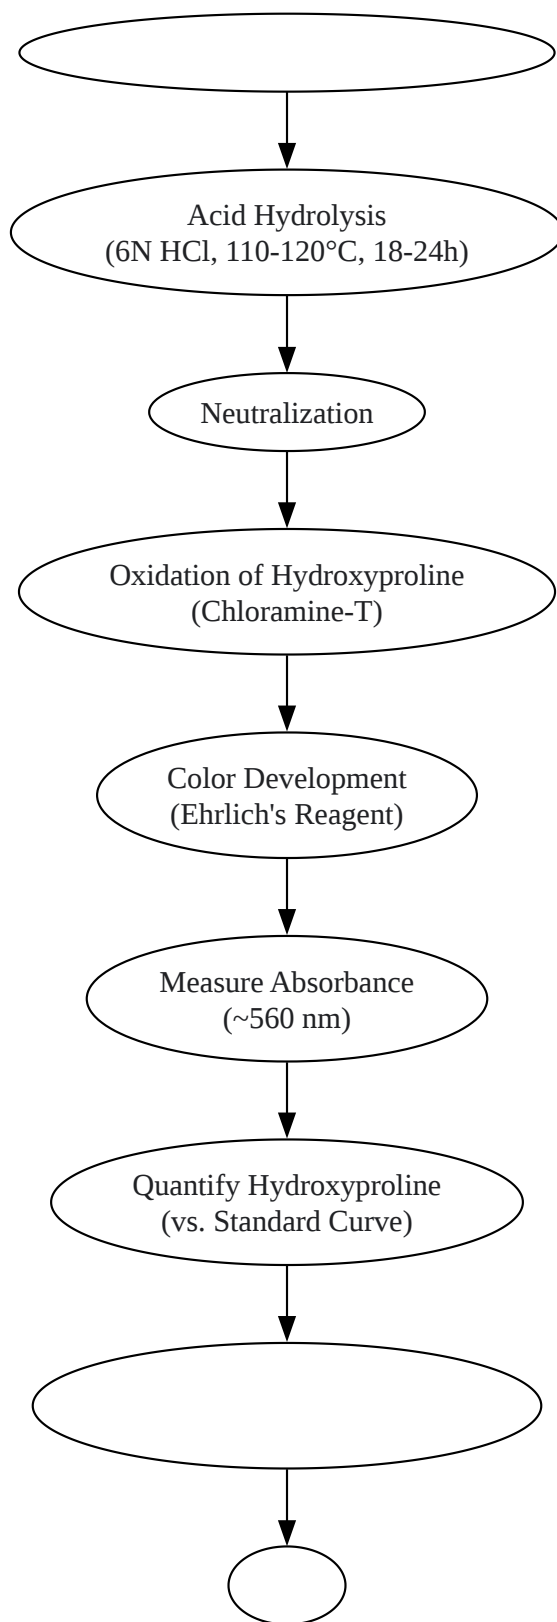 Acid Hydrolysis
(6N HCl, 110-120°C, 18-24h)
Neutralization
Oxidation of Hydroxyproline
(Chloramine-T)
Color Development
(Ehrlich's Reagent)
Measure Absorbance
(~560 nm)
Quantify Hydroxyproline
(vs. Standard Curve)